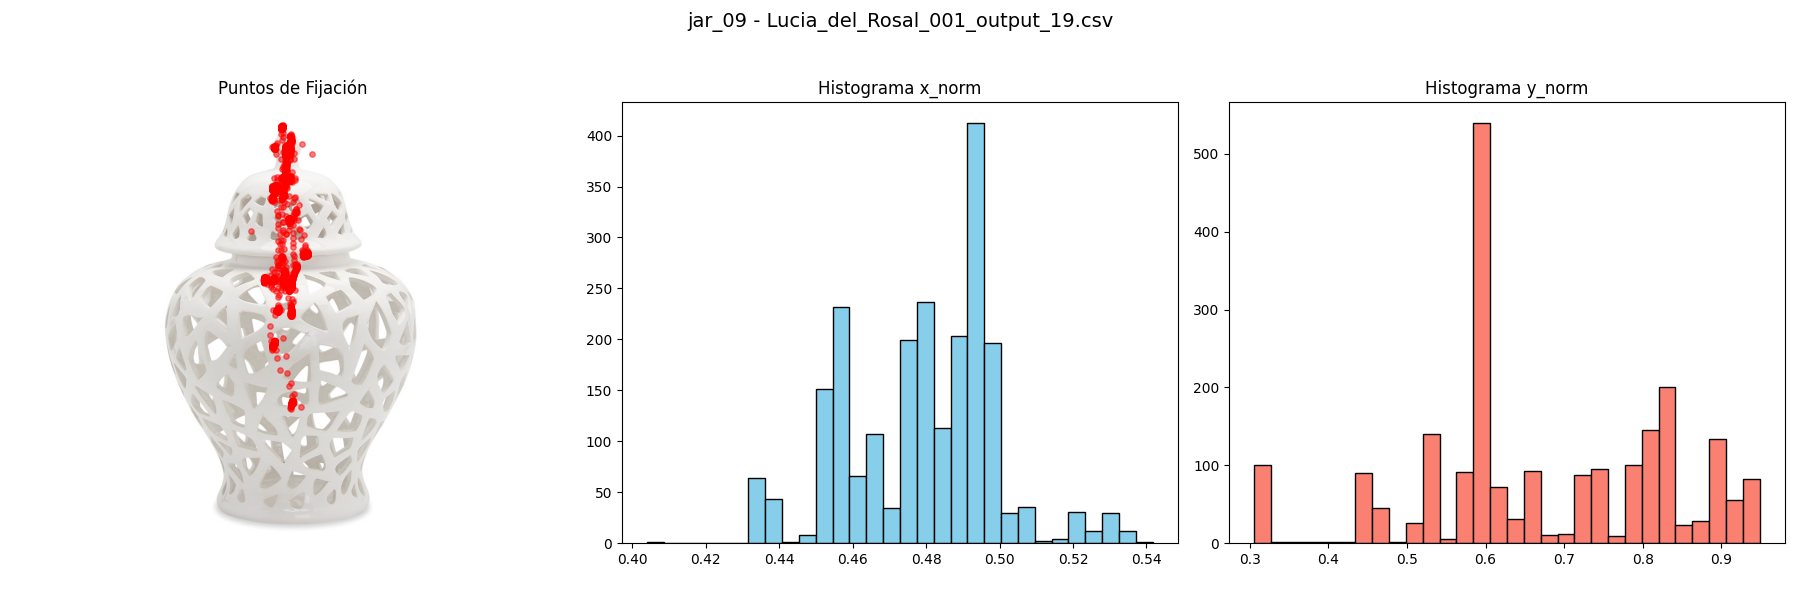 jar_09 - Lucia_del_Rosal_001_output_19.csv
Puntos de Fijación
Histograma x_norm
400
350
300
250
200
150
100
50
0
0.40 0.42 0.44 0.46 0.48 0.50 0.52 0.54
Histograma y_norm
500
400
300
200
100
0
0.3 0.4 0.5 0.6 0.7 0.8 0.9